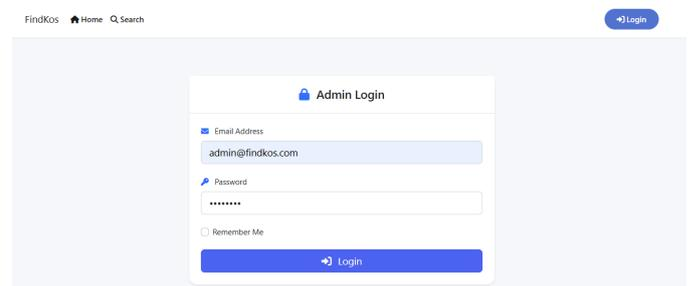 FindKos Home Search Login
Admin Login
Email Address
admin@findkos.com
Password
••••••••
Remember Me
Login